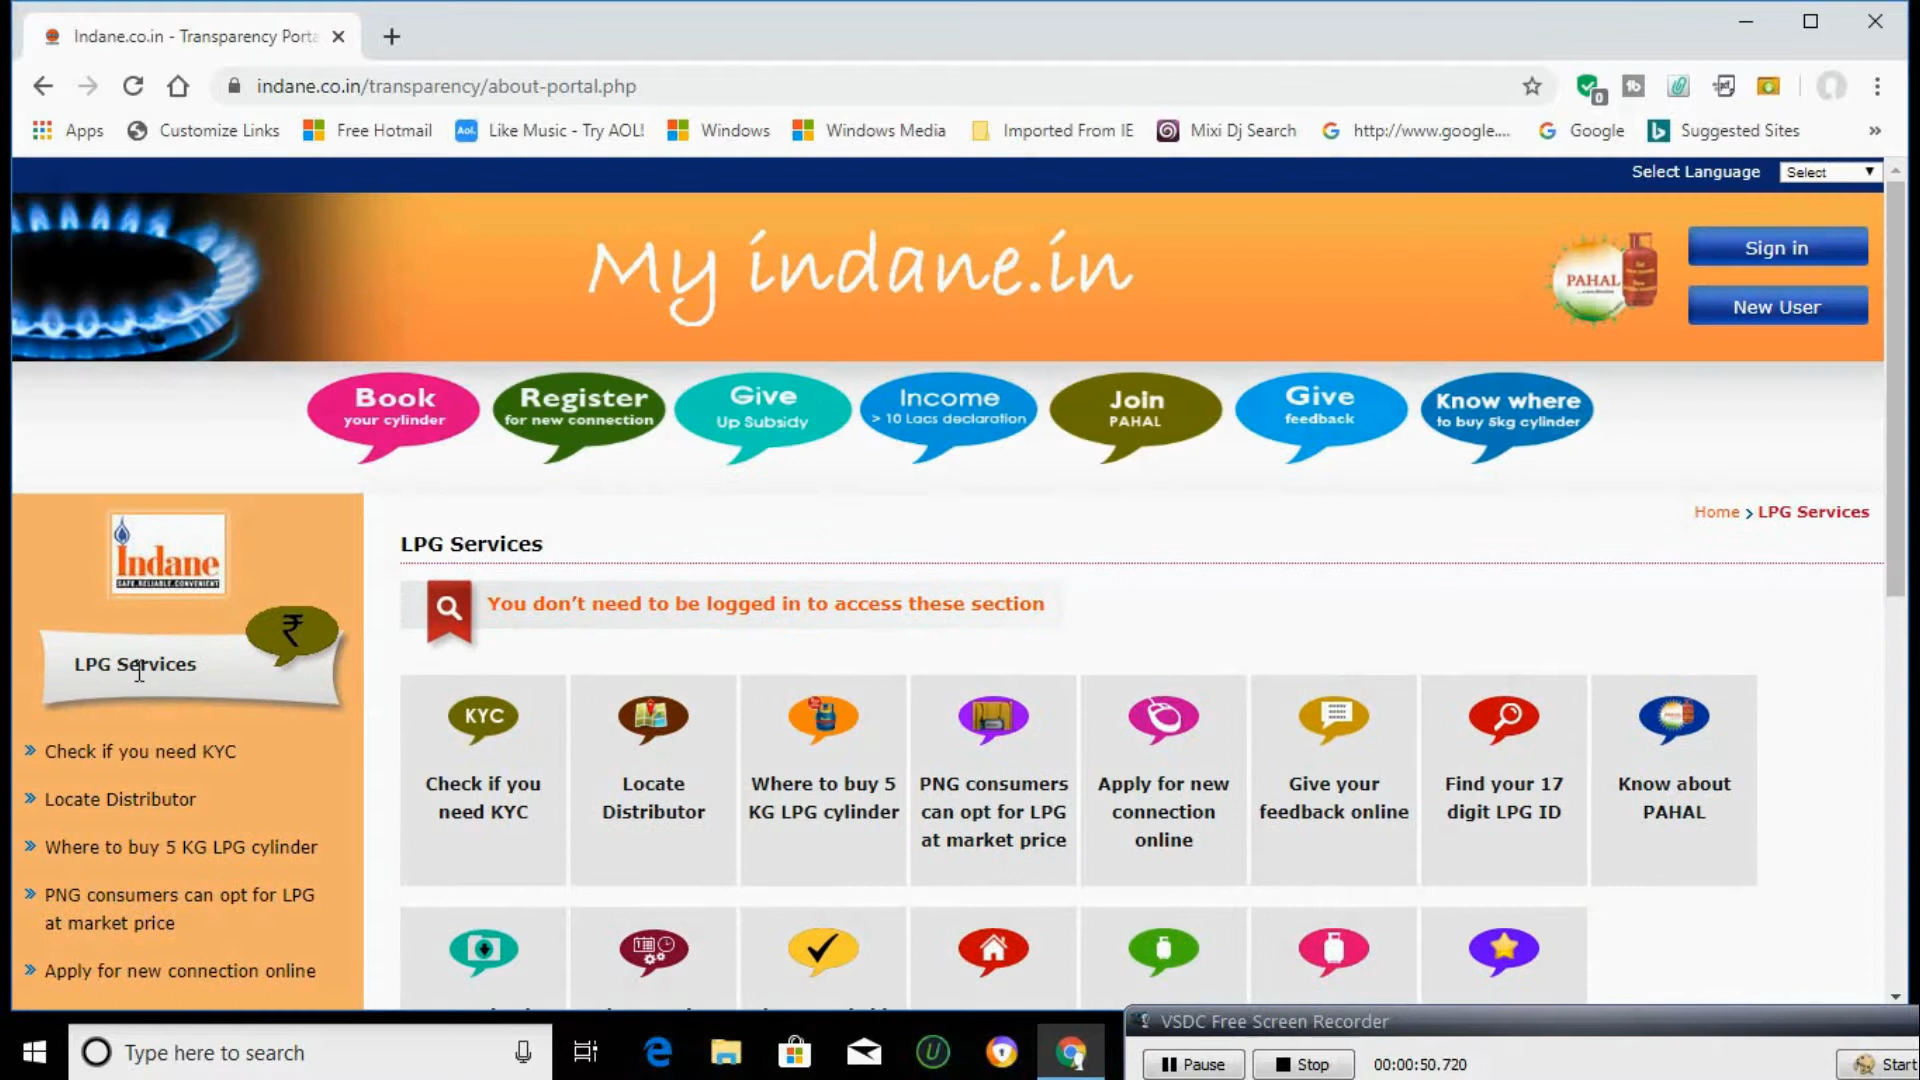 Indane.co.in - Transparency Porta
indane.co.in/transparency/about-portal.php
0
Apps
Customize Links
Free Hotmail
Aol.
Like Music - Try AOL!
Windows
Windows Media
Imported From IE
Mixi Dj Search
http://www.google....
Google
Suggested Sites
»
Select Language
Select
My indane.in
PAHAL
Sign in
New User
Book
your cylinder
Register
for new connection
Give
Up Subsidy
Income
> 10 Lacs declaration
Join
PAHAL
Give
feedback
Know where
to buy 5kg cylinder
Indane
SAFE.RELIABLE.CONVENIENT
₹
LPG Services
» Check if you need KYC
» Locate Distributor
» Where to buy 5 KG LPG cylinder
» PNG consumers can opt for LPG
at market price
» Apply for new connection online
Home › LPG Services
LPG Services
You don’t need to be logged in to access these section
KYC
Check if you
need KYC
Locate
Distributor
Where to buy 5
KG LPG cylinder
PNG consumers
can opt for LPG
at market price
Apply for new
connection
online
Give your
feedback online
Find your 17
digit LPG ID
Know about
PAHAL
VSDC Free Screen Recorder
Type here to search
Pause
Stop
00:00:50.720
Start